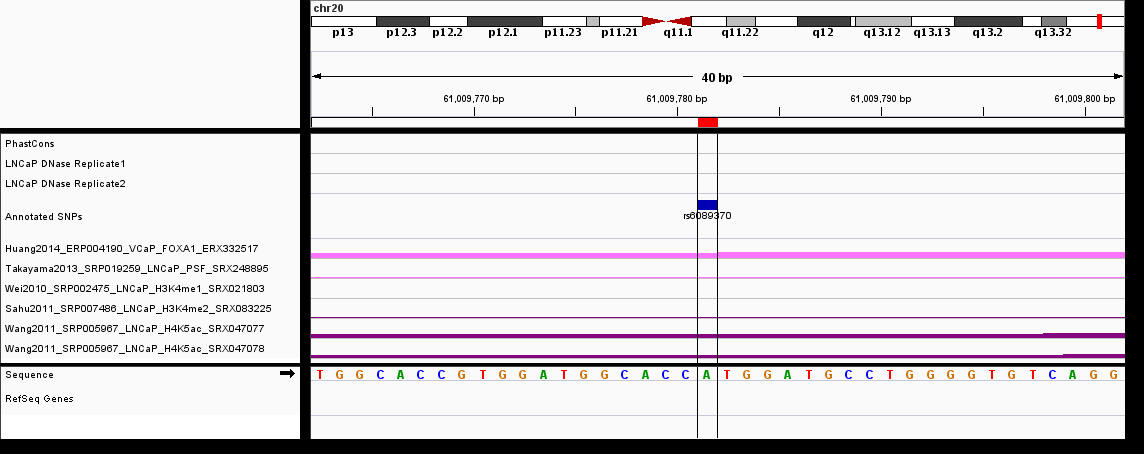 chr20
p13 p12.3 p12.2 p12.1 p11.23 p11.21 q11.1 q11.22 q12 q13.12 q13.13 q13.2 q13.32
40 bp
61,009,770 bp 61,009,780 bp 61,009,790 bp 61,009,800 bp
PhastCons
LNCaP DNase Replicate1
LNCaP DNase Replicate2
Annotated SNPs
rs6089370
Huang2014_ERP004190_VCaP_FOXA1_ERX332517
Takayama2013_SRP019259_LNCaP_PSF_SRX248895
Wei2010_SRP002475_LNCaP_H3K4me1_SRX021803
Sahu2011_SRP007486_LNCaP_H3K4me2_SRX083225
Wang2011_SRP005967_LNCaP_H4K5ac_SRX047077
Wang2011_SRP005967_LNCaP_H4K5ac_SRX047078
Sequence T G G C A C C G T G G A T G G C A C C A T G G A T G C C T G G G G T G T C A G G
RefSeq Genes